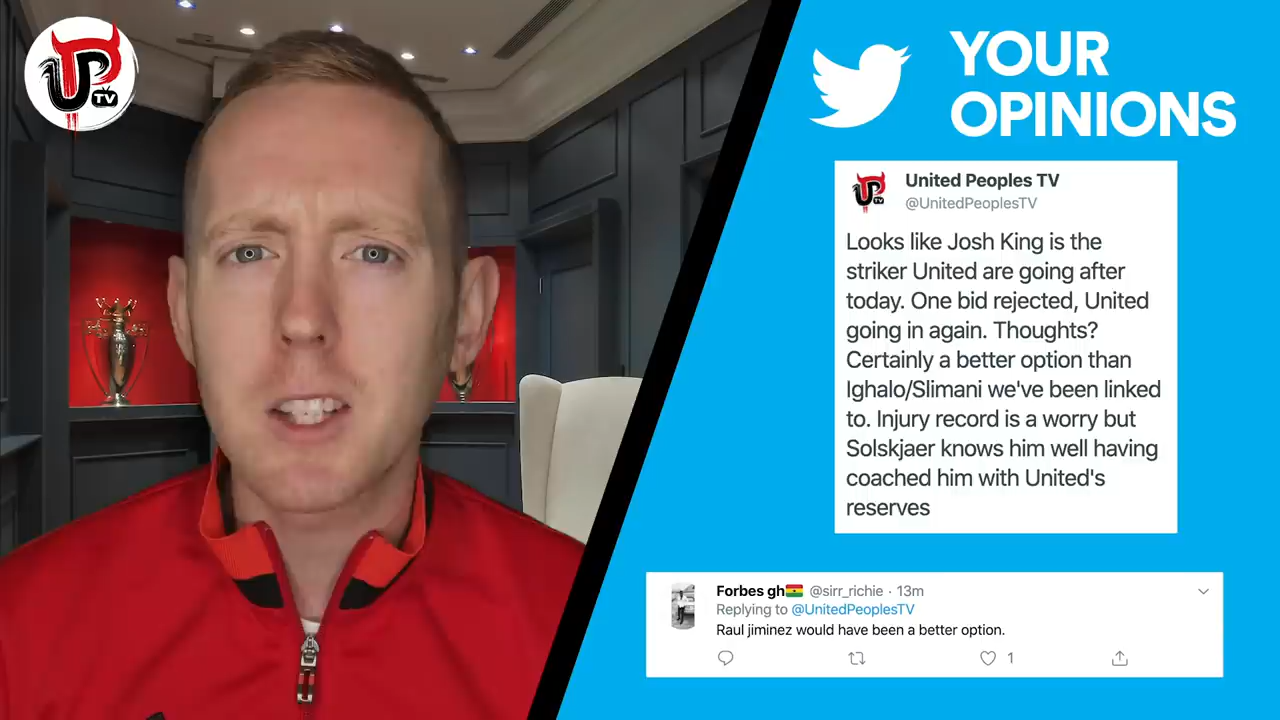 UP
TV
YOUR
OPINIONS
UP
TV
United Peoples TV
@UnitedPeoplesTV
Looks like Josh King is the
striker United are going after
today. One bid rejected, United
going in again. Thoughts?
Certainly a better option than
Ighalo/Slimani we've been linked
to. Injury record is a worry but
Solskjaer knows him well having
coached him with United's
reserves
Forbes gh🇬🇭 @sirr_richie · 13m
Replying to @UnitedPeoplesTV
Raul jiminez would have been a better option.
1